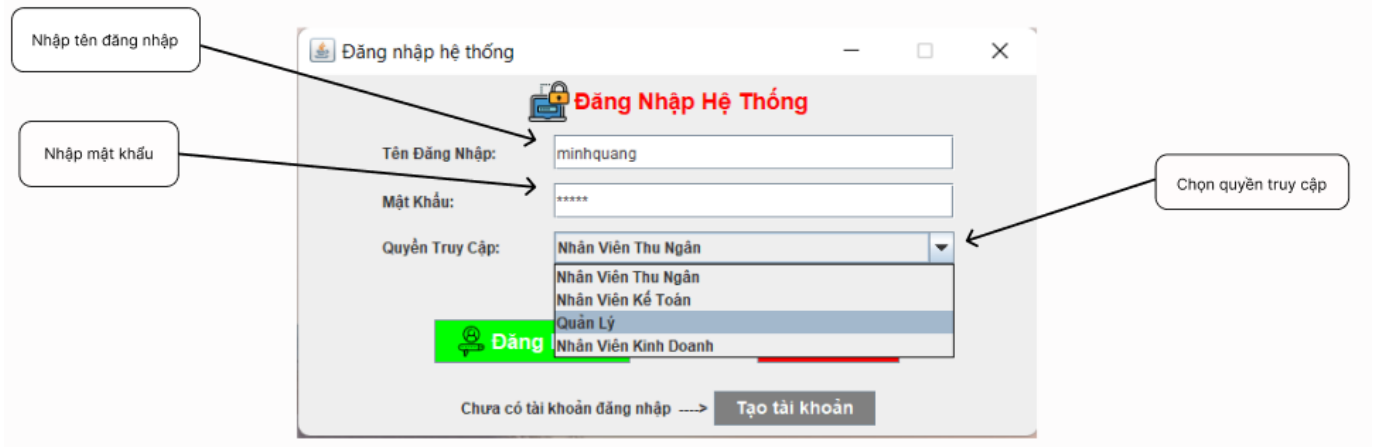 Nhập tên đăng nhập
Đăng nhập hệ thống
Đăng Nhập Hệ Thống
Nhập mật khẩu
Tên Đăng Nhập:
minhquang
Mật Khẩu:
*****
Chọn quyền truy cập
Quyền Truy Cập:
Nhân Viên Thu Ngân
Nhân Viên Thu Ngân
Nhân Viên Kế Toán
Quản Lý
Nhân Viên Kinh Doanh
Đăng
Chưa có tài khoản đăng nhập ---->
Tạo tài khoản